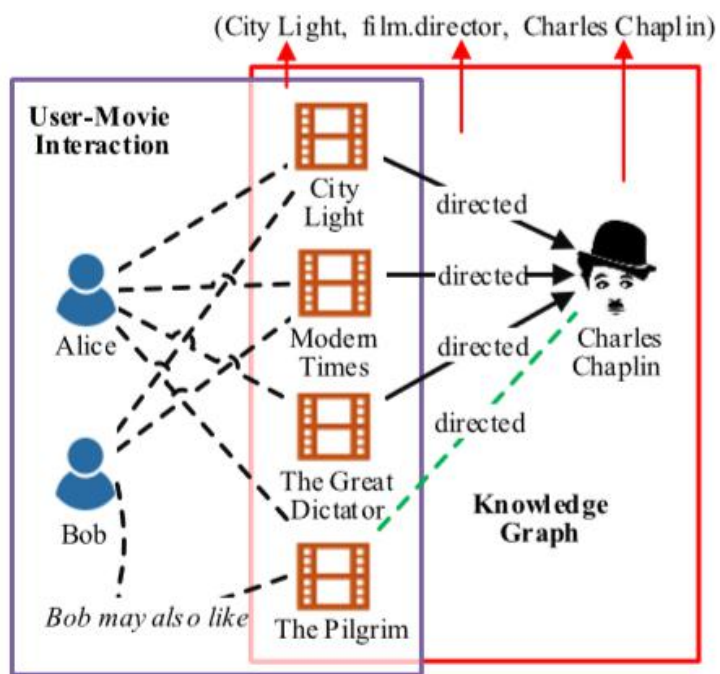 (City Light, film.director, Charles Chaplin)
User-Movie
Interaction
City
Light
directed
directed
Alice
Modern
Times
directed
Charles
Chaplin
directed
The Great
Dictator
Bob
Knowledge
Graph
Bob may also like
The Pilgrim